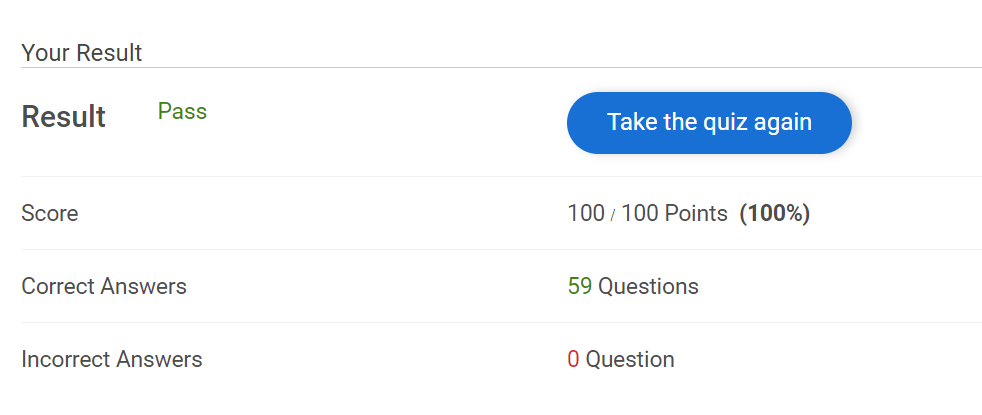 Your Result
Result Pass Take the quiz again
Score 100 / 100 Points (100%)
Correct Answers 59 Questions
Incorrect Answers 0 Question